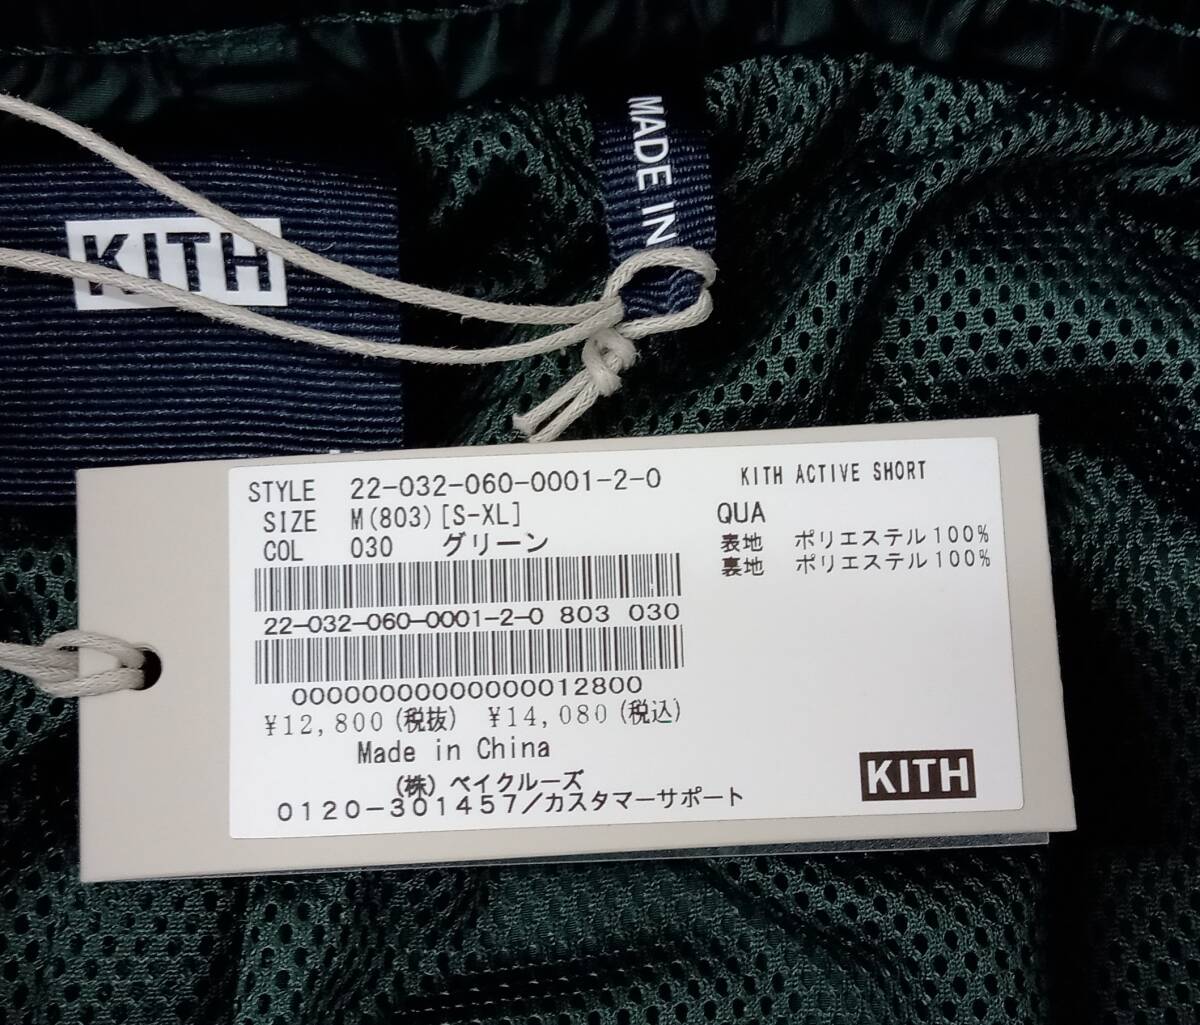 MADE IN
KITH
STYLE 22-032-060-0001-2-0
SIZE M(803)[S-XL]
COL 030 グリーン
22-032-060-0001-2-0 803 030
00000000000000012800
¥12,800(税抜) ¥14,080(税込)
Made in China
(株) ベイクルーズ
0120-301457/カスタマーサポート
KITH ACTIVE SHORT
QUA
表地 ポリエステル100%
裏地 ポリエステル100%
KITH